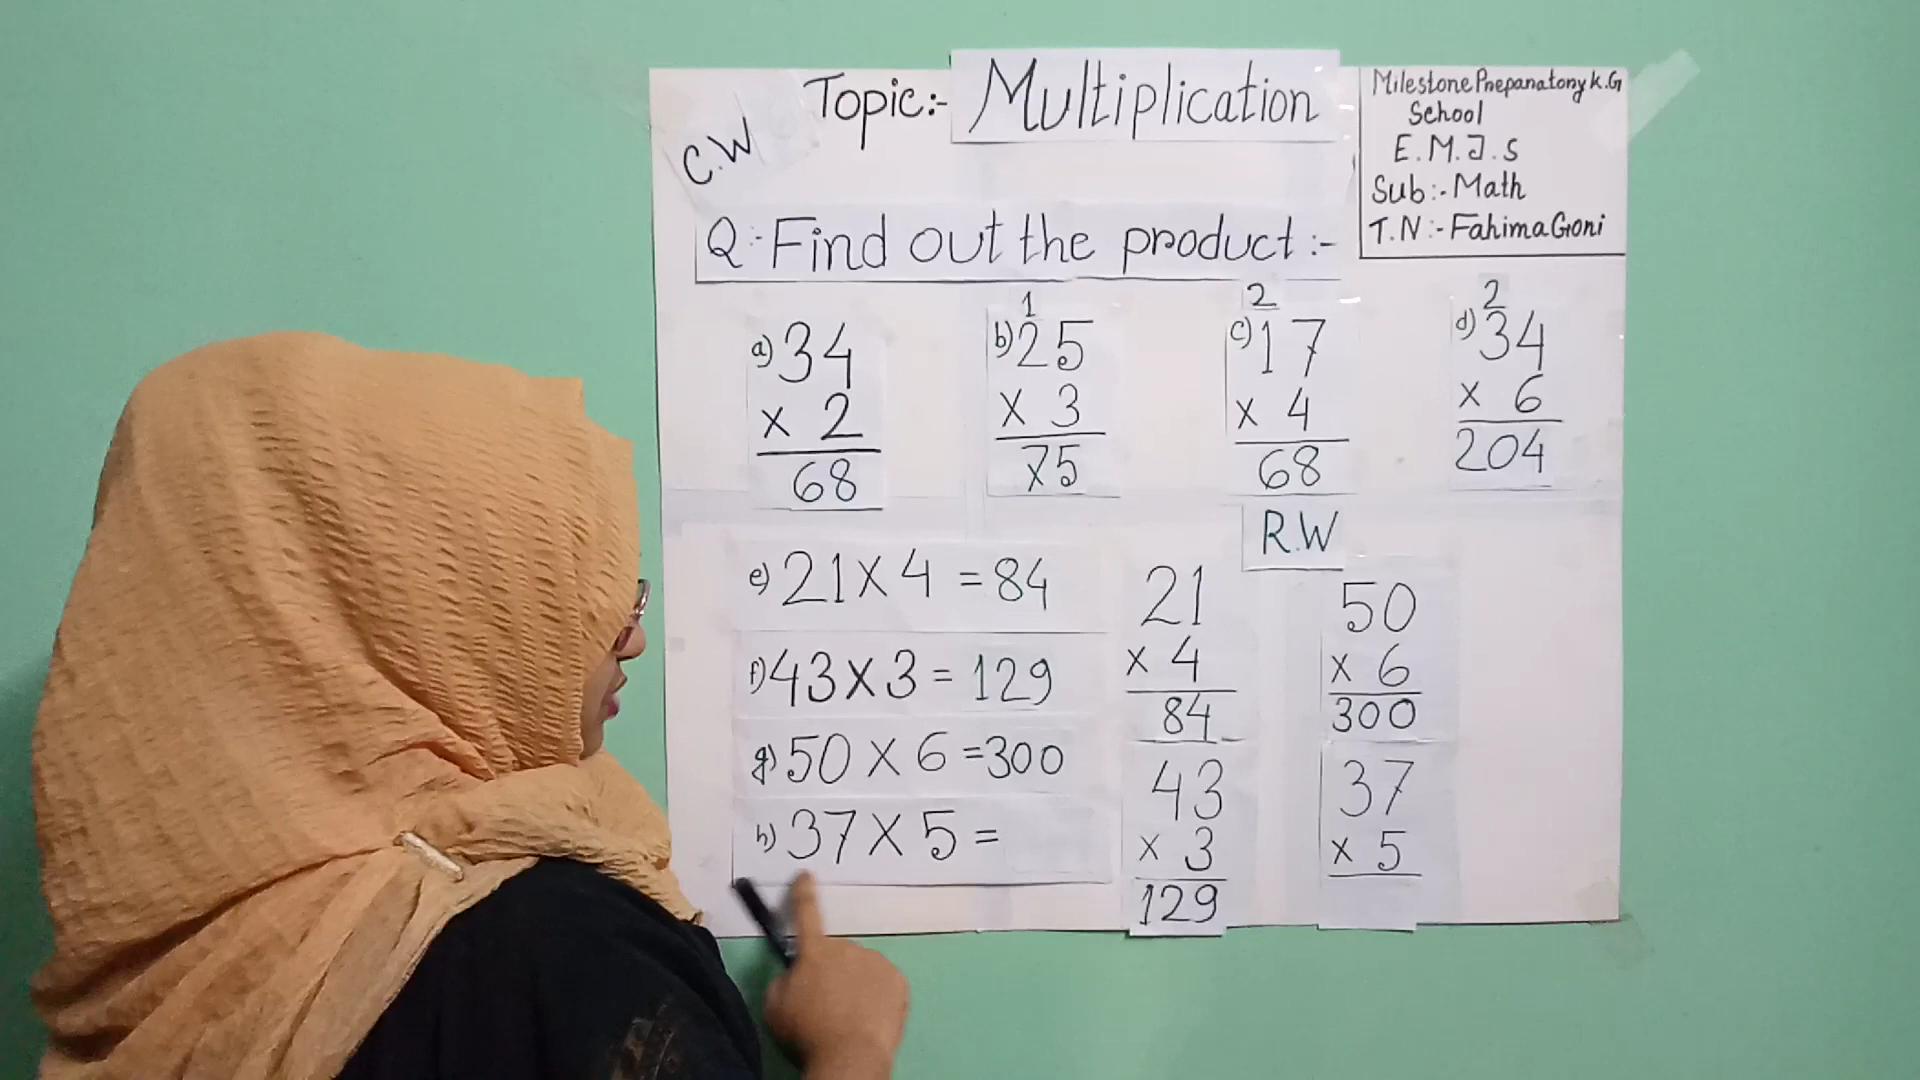 C.W
Topic:- Multiplication
Milestone Prepanatony K.G
School
E.M.J.S
Sub:- Math
T.N:- Fahima Goni
Q:- Find out the product:-
a) 34
x 2
68
1
b) 25
x 3
75
2
c) 17
x 4
68
2
d) 34
x 6
204
R.W
e) 21 x 4 = 84
f) 43 x 3 = 129
g) 50 x 6 = 300
h) 37 x 5 =
21
x 4
84
50
x 6
300
43
x 3
129
37
x 5